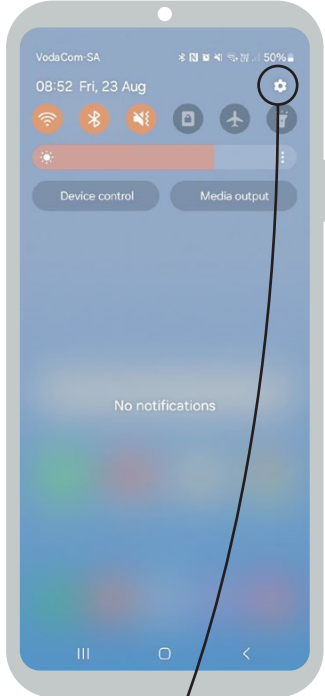 VodaCom-SA 50%
08:52 Fri, 23 Aug
Device control Media output
No notifications